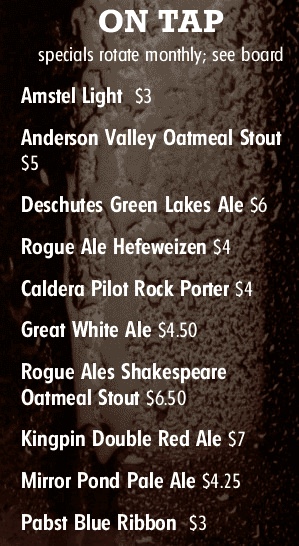 ON TAP
specials rotate monthly; see board
Amstel Light $3
Anderson Valley Oatmeal Stout
$5
Deschutes Green Lakes Ale $6
Rogue Ale Hefeweizen $4
Caldera Pilot Rock Porter $4
Great White Ale $4.50
Rogue Ales Shakespeare
Oatmeal Stout $6.50
Kingpin Double Red Ale $7
Mirror Pond Pale Ale $4.25
Pabst Blue Ribbon $3